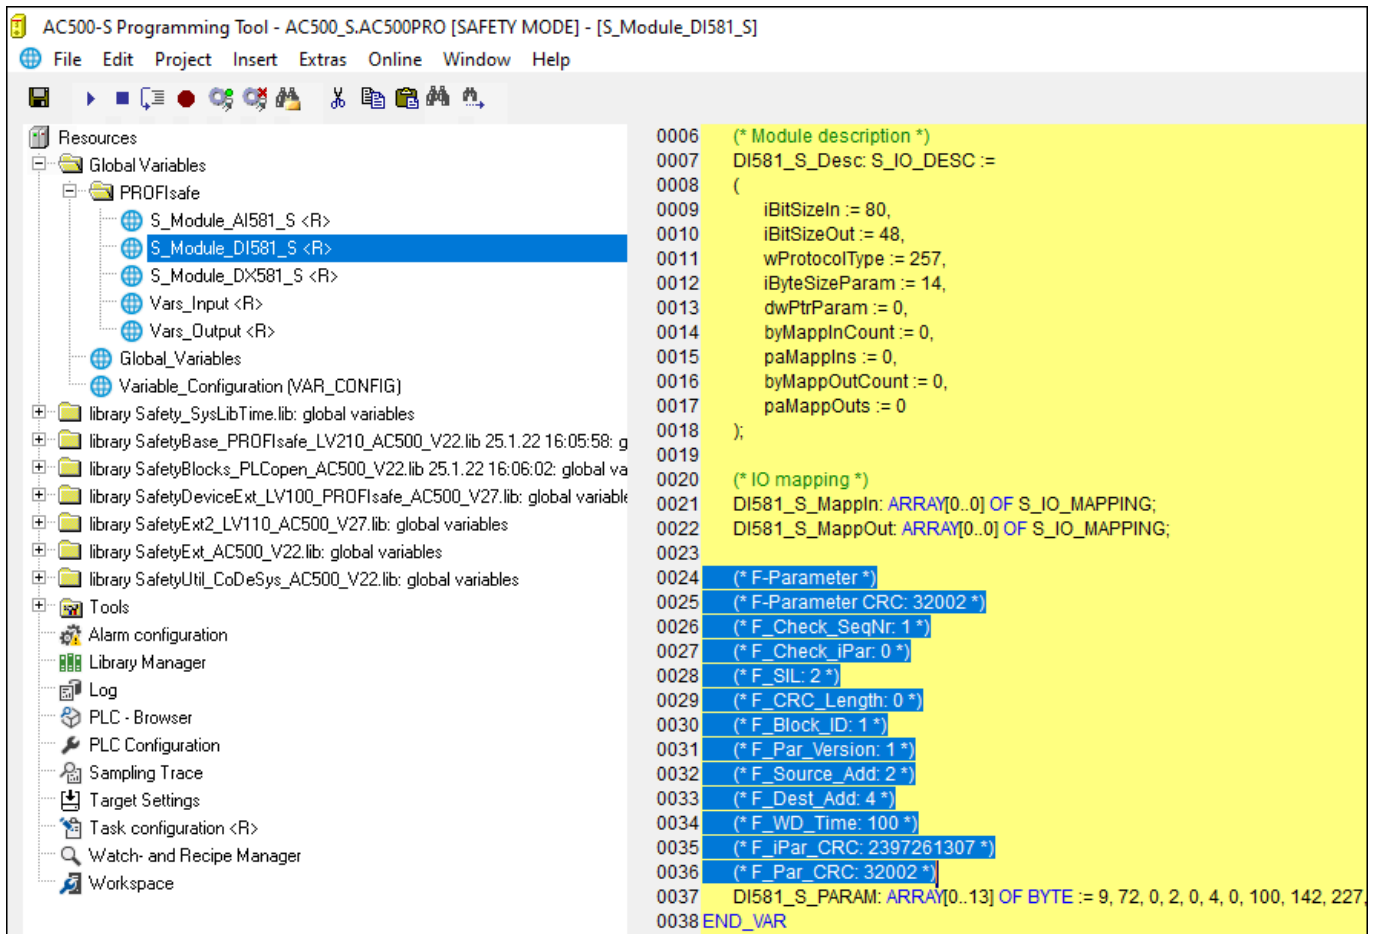 AC500-S Programming Tool - AC500_S.AC500PRO [SAFETY MODE] - [S_Module_DI581_S]
File Edit Project Insert Extras Online Window Help
Resources
Global Variables
PROFIsafe
S_Module_AI581_S <R>
S_Module_DI581_S <R>
S_Module_DX581_S <R>
Vars_Input <R>
Vars_Output <R>
Global_Variables
Variable_Configuration (VAR_CONFIG)
library Safety_SysLibTime.lib: global variables
library SafetyBase_PROFIsafe_LV210_AC500_V22.lib 25.1.22 16:05:58: g
library SafetyBlocks_PLCopen_AC500_V22.lib 25.1.22 16:06:02: global va
library SafetyDeviceExt_LV100_PROFIsafe_AC500_V27.lib: global variable
library SafetyExt2_LV110_AC500_V27.lib: global variables
library SafetyExt_AC500_V22.lib: global variables
library SafetyUtil_CoDeSys_AC500_V22.lib: global variables
Tools
Alarm configuration
Library Manager
Log
PLC - Browser
PLC Configuration
Sampling Trace
Target Settings
Task configuration <R>
Watch- and Recipe Manager
Workspace
0006 (* Module description *)
0007 DI581_S_Desc: S_IO_DESC :=
0008 (
0009 iBitSizeIn := 80,
0010 iBitSizeOut := 48,
0011 wProtocolType := 257,
0012 iByteSizeParam := 14,
0013 dwPtrParam := 0,
0014 byMappInCount := 0,
0015 paMappIns := 0,
0016 byMappOutCount := 0,
0017 paMappOuts := 0
0018 );
0019
0020 (* IO mapping *)
0021 DI581_S_MappIn: ARRAY[0..0] OF S_IO_MAPPING;
0022 DI581_S_MappOut: ARRAY[0..0] OF S_IO_MAPPING;
0023
0024 (* F-Parameter *)
0025 (* F-Parameter CRC: 32002 *)
0026 (* F_Check_SeqNr: 1 *)
0027 (* F_Check_iPar: 0 *)
0028 (* F_SIL: 2 *)
0029 (* F_CRC_Length: 0 *)
0030 (* F_Block_ID: 1 *)
0031 (* F_Par_Version: 1 *)
0032 (* F_Source_Add: 2 *)
0033 (* F_Dest_Add: 4 *)
0034 (* F_WD_Time: 100 *)
0035 (* F_iPar_CRC: 2397261307 *)
0036 (* F_Par_CRC: 32002 *)
0037 DI581_S_PARAM: ARRAY[0..13] OF BYTE := 9, 72, 0, 2, 0, 4, 0, 100, 142, 227,
0038 END_VAR